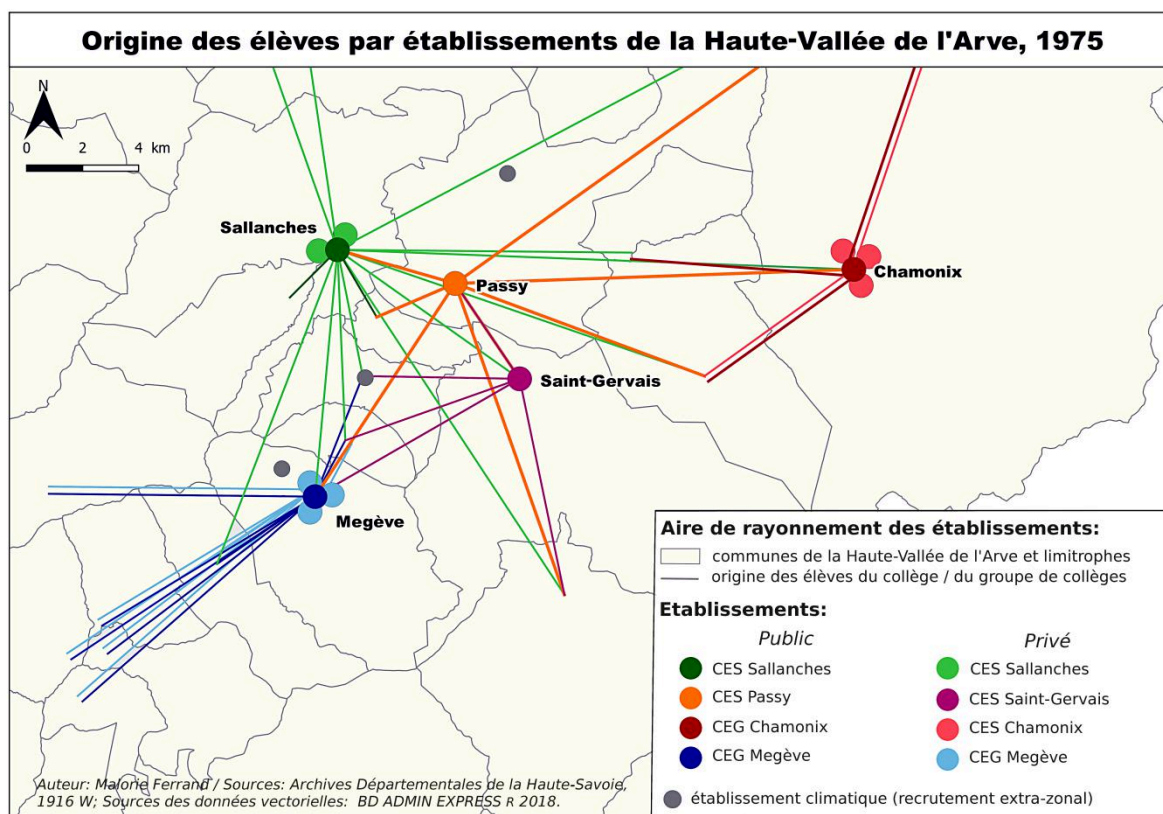 Origine des élèves par établissements de la Haute-Vallée de l'Arve, 1975
N
0 2 4 km
Sallanches
Passy
Chamonix
Saint-Gervais
Megève
Aire de rayonnement des établissements:
communes de la Haute-Vallée de l'Arve et limitrophes
origine des élèves du collège / du groupe de collèges
Etablissements:
Public Privé
CES Sallanches CES Sallanches
CES Passy CES Saint-Gervais
CEG Chamonix CES Chamonix
CEG Megève CEG Megève
établissement climatique (recrutement extra-zonal)
Auteur: Malorie Ferrand / Sources: Archives Départementales de la Haute-Savoie,
1916 W; Sources des données vectorielles: BD ADMIN EXPRESS R 2018.